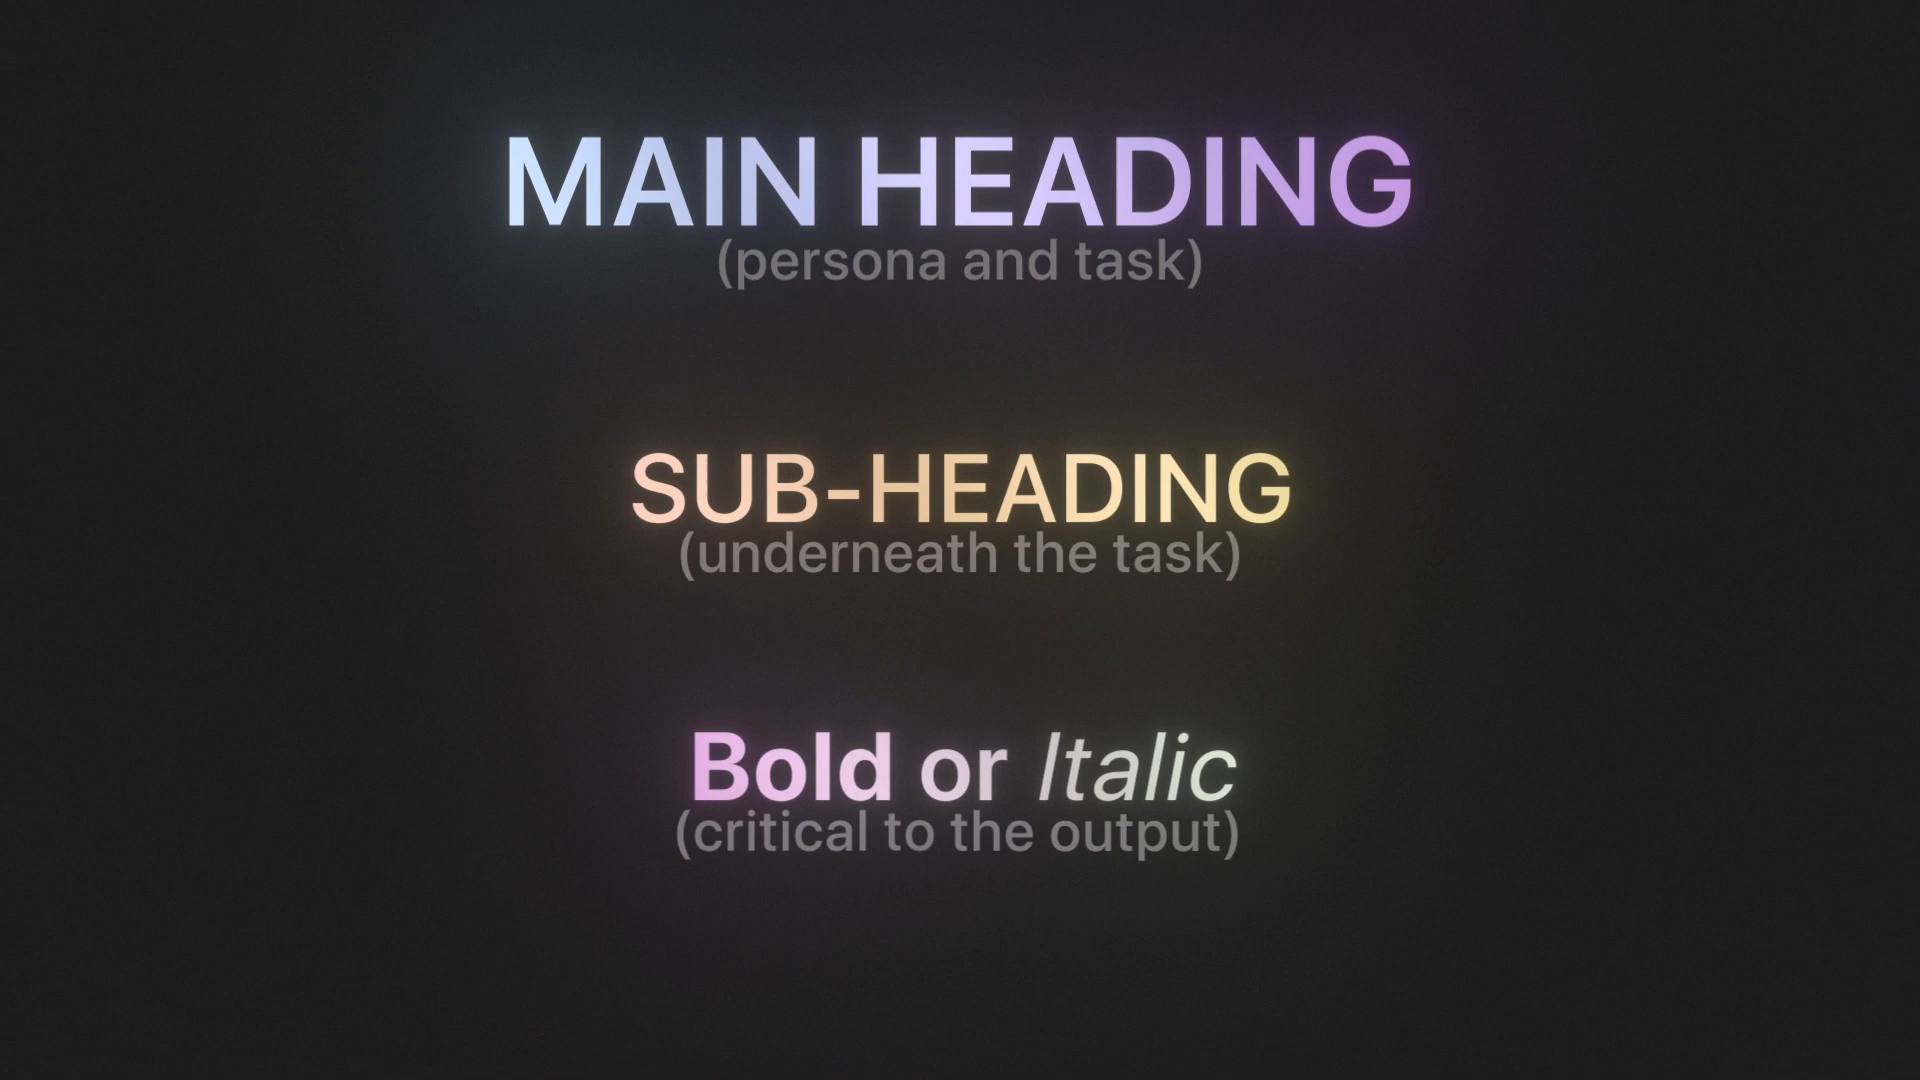 MAIN HEADING
(persona and task)
SUB-HEADING
(underneath the task)
Bold or Italic
(critical to the output)